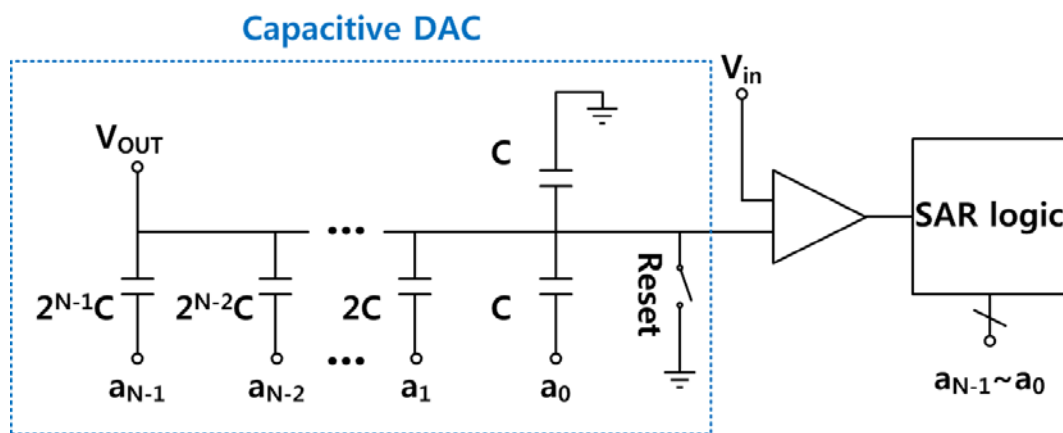 Capacitive DAC
V_OUT
C
V_in
SAR logic
•••
2^{N-1}C
2^{N-2}C
2C
C
Reset
a_{N-1}
a_{N-2}
•••
a_1
a_0
a_{N-1}~a_0